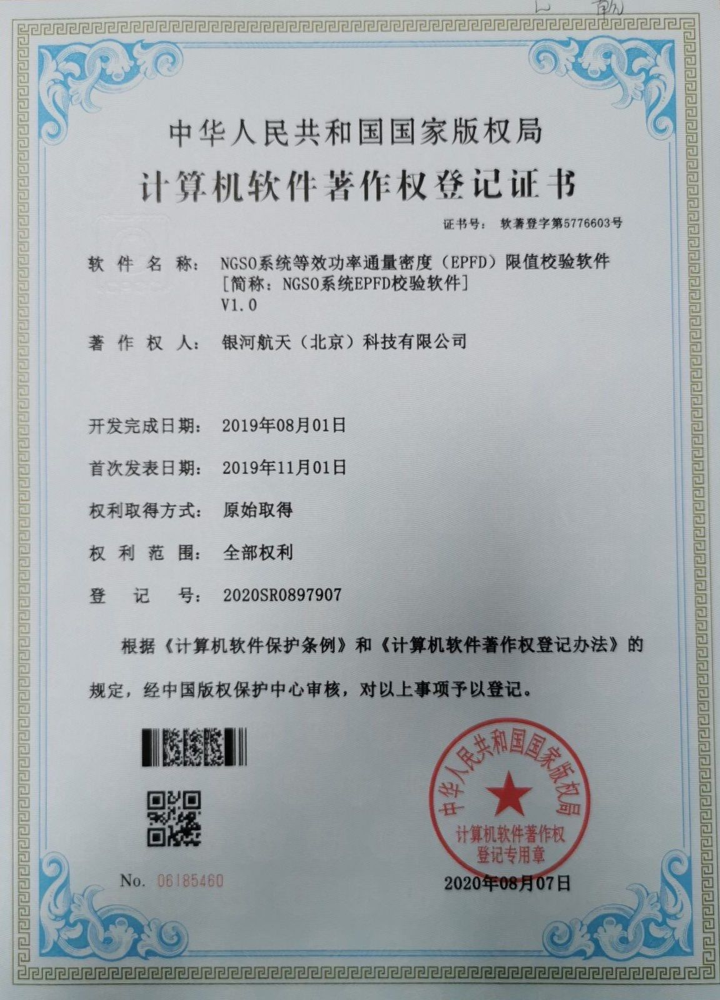 中华人民共和国国家版权局
计算机软件著作权登记证书
证书号： 软著登字第5776603号
软件名称： NGSO系统等效功率通量密度（EPFD）限值校验软件
[简称：NGSO系统EPFD校验软件]
V1.0
著作权人： 银河航天（北京）科技有限公司
开发完成日期： 2019年08月01日
首次发表日期： 2019年11月01日
权利取得方式： 原始取得
权利范围： 全部权利
登记号： 2020SR0897907
根据《计算机软件保护条例》和《计算机软件著作权登记办法》的
规定，经中国版权保护中心审核，对以上事项予以登记。
中华人民共和国国家版权局
计算机软件著作权
登记专用章
No. 06185460
2020年08月07日